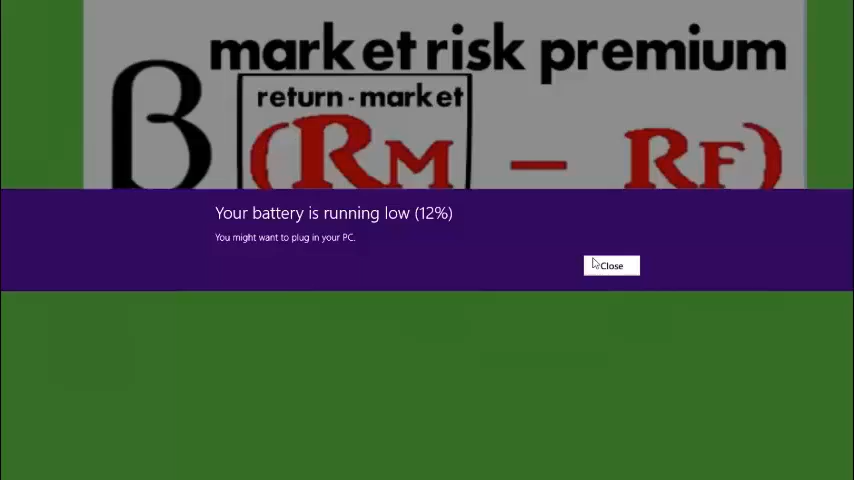 market risk premium
β
return-market
(RM – RF)
Your battery is running low (12%)
You might want to plug in your PC.
Close